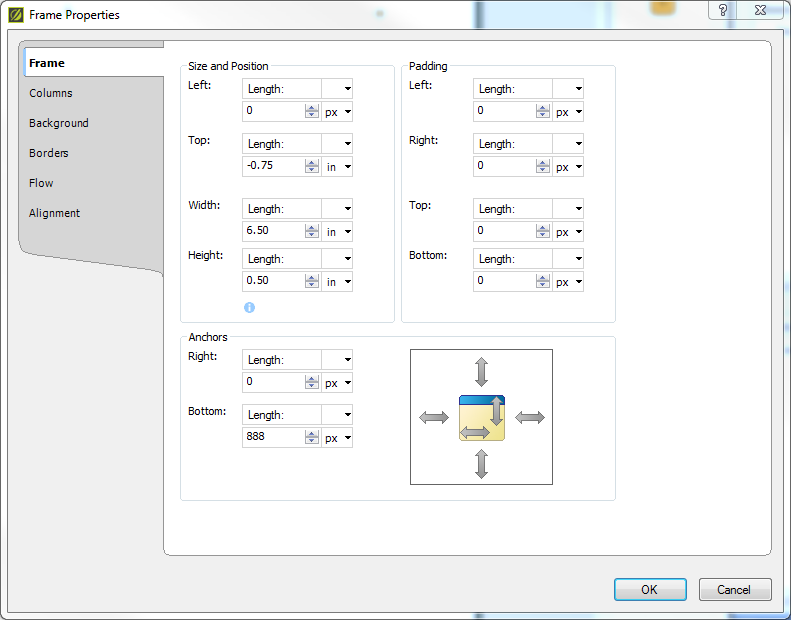 Frame Properties
?
Frame
Columns
Background
Borders
Flow
Alignment
Size and Position
Left:
Length:
0
px
Top:
Length:
-0.75
in
Width:
Length:
6.50
in
Height:
Length:
0.50
in
i
Padding
Left:
Length:
0
px
Right:
Length:
0
px
Top:
Length:
0
px
Bottom:
Length:
0
px
Anchors
Right:
Length:
0
px
Bottom:
Length:
888
px
OK
Cancel